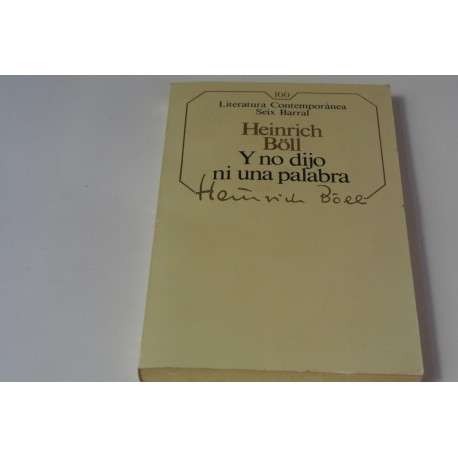 100
Literatura Contemporánea
Seix Barral
Heinrich
Böll
Y no dijo
ni una palabra
Heinrich Böll